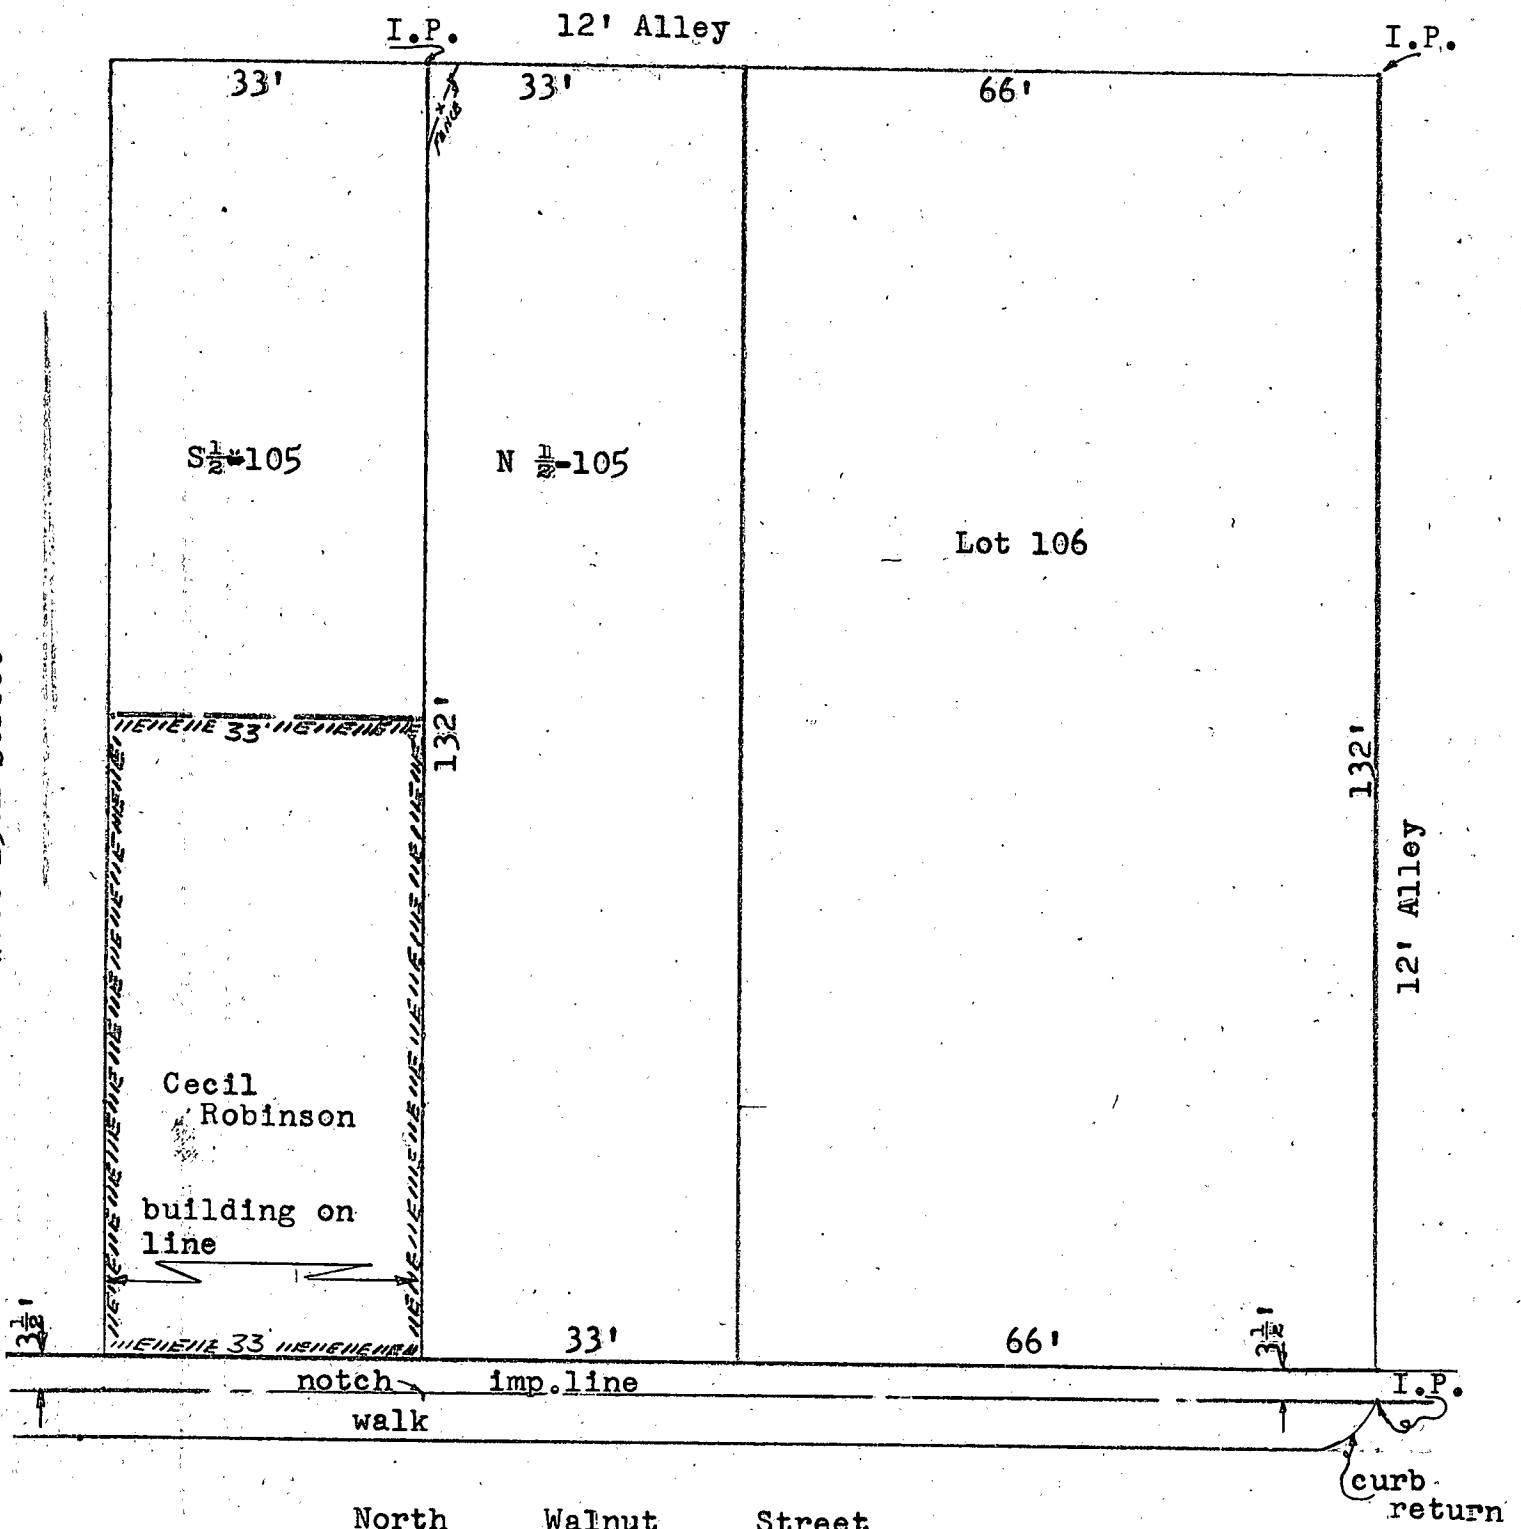 I.P.
12' Alley
I.P.
33'
33'
66'
FENCE
S½-105
N ½-105
Lot 106
33'
132'
132'
12' Alley
Cecil
Robinson
building on
line
3½'
33
33'
66'
3½'
notch
imp.line
I.P.
walk
curb
return
North Walnut Street